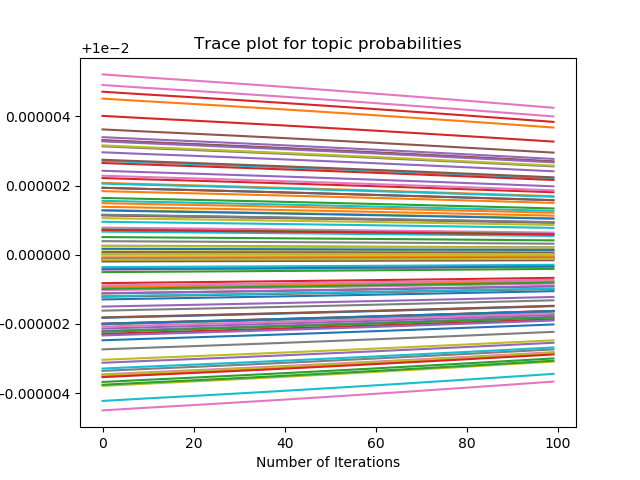 Trace plot for topic probabilities
+1e−2
0.000004
0.000002
0.000000
−0.000002
−0.000004
0 20 40 60 80 100
Number of Iterations